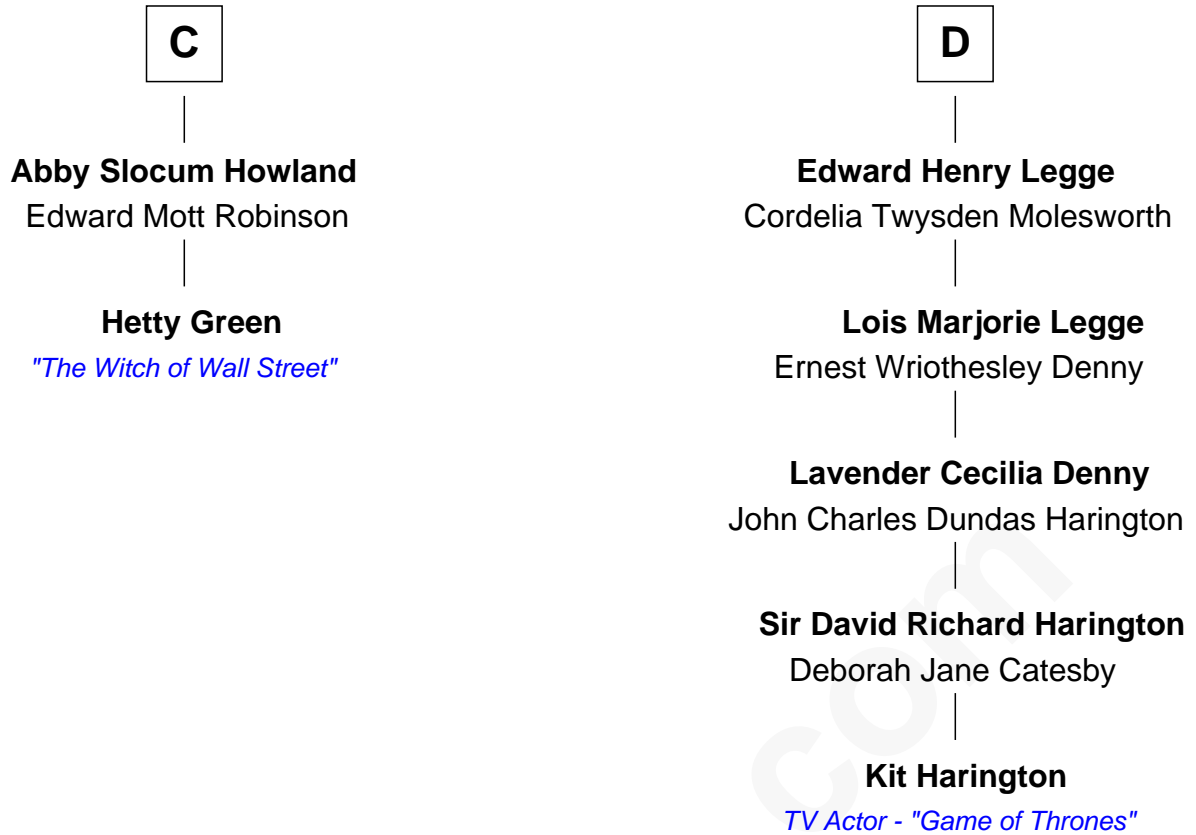 C
Abby Slocum Howland
Edward Mott Robinson
Hetty Green
"The Witch of Wall Street"
D
Edward Henry Legge
Cordelia Twysden Molesworth
Lois Marjorie Legge
Ernest Wriothesley Denny
Lavender Cecilia Denny
John Charles Dundas Harington
Sir David Richard Harington
Deborah Jane Catesby
Kit Harington
TV Actor - "Game of Thrones"
com